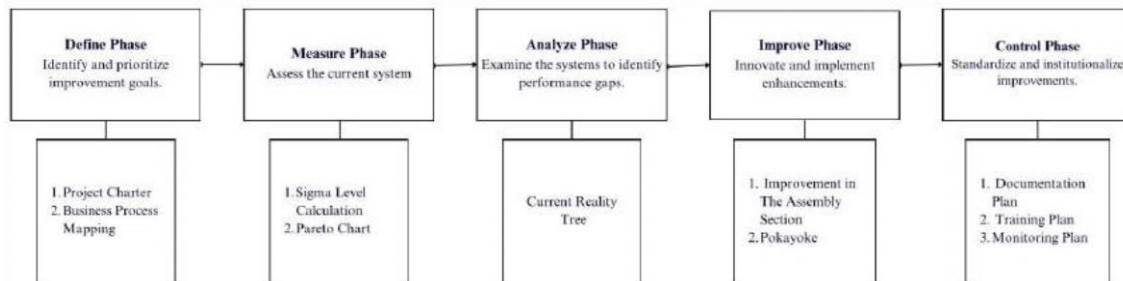 Define Phase
Identify and prioritize
improvement goals.
Measure Phase
Assess the current system
Analyze Phase
Examine the systems to identify
performance gaps.
Improve Phase
Innovate and implement
enhancements.
Control Phase
Standardize and institutionalize
improvements.
1. Project Charter
2. Business Process
Mapping
1. Sigma Level
Calculation
2. Pareto Chart
Current Reality
Tree
1. Improvement in
The Assembly
Section
2. Pokayoke
1. Documentation
Plan
2. Training Plan
3. Monitoring Plan